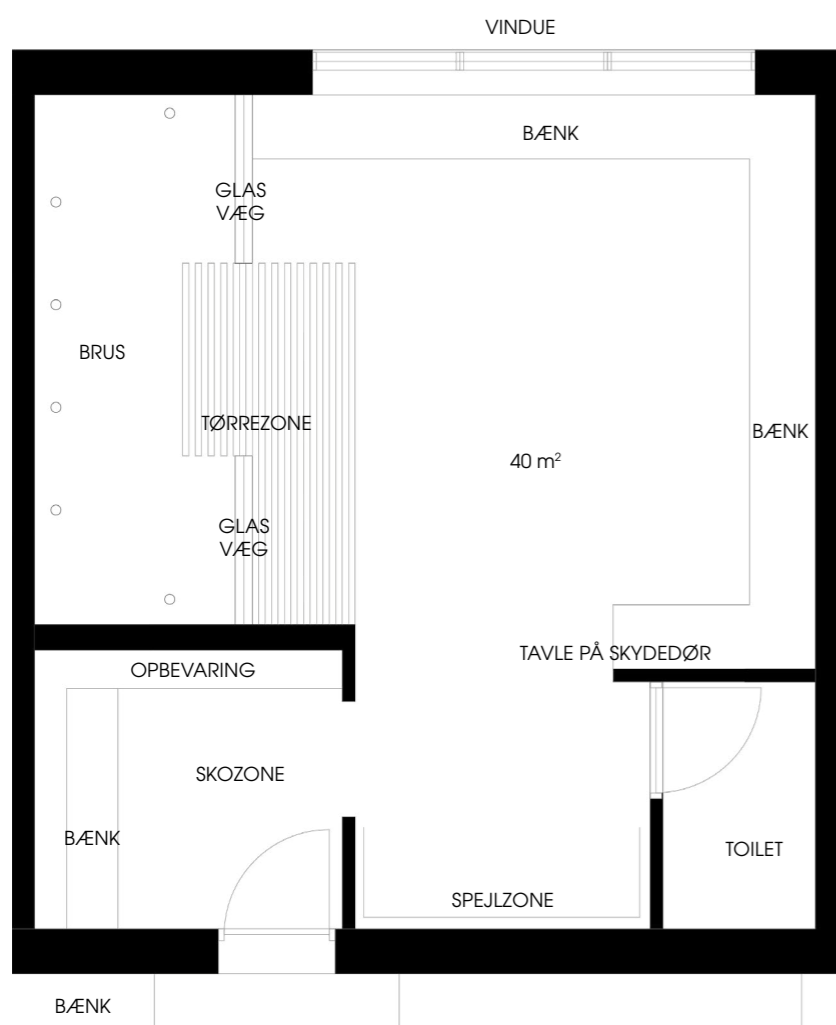 VINDUE
BÆNK
GLAS
VÆG
BRUS
TØRREZONE
BÆNK
40 m²
GLAS
VÆG
TAVLE PÅ SKYDEDØR
OPBEVARING
SKOZONE
BÆNK
TOILET
SPEJLZONE
BÆNK